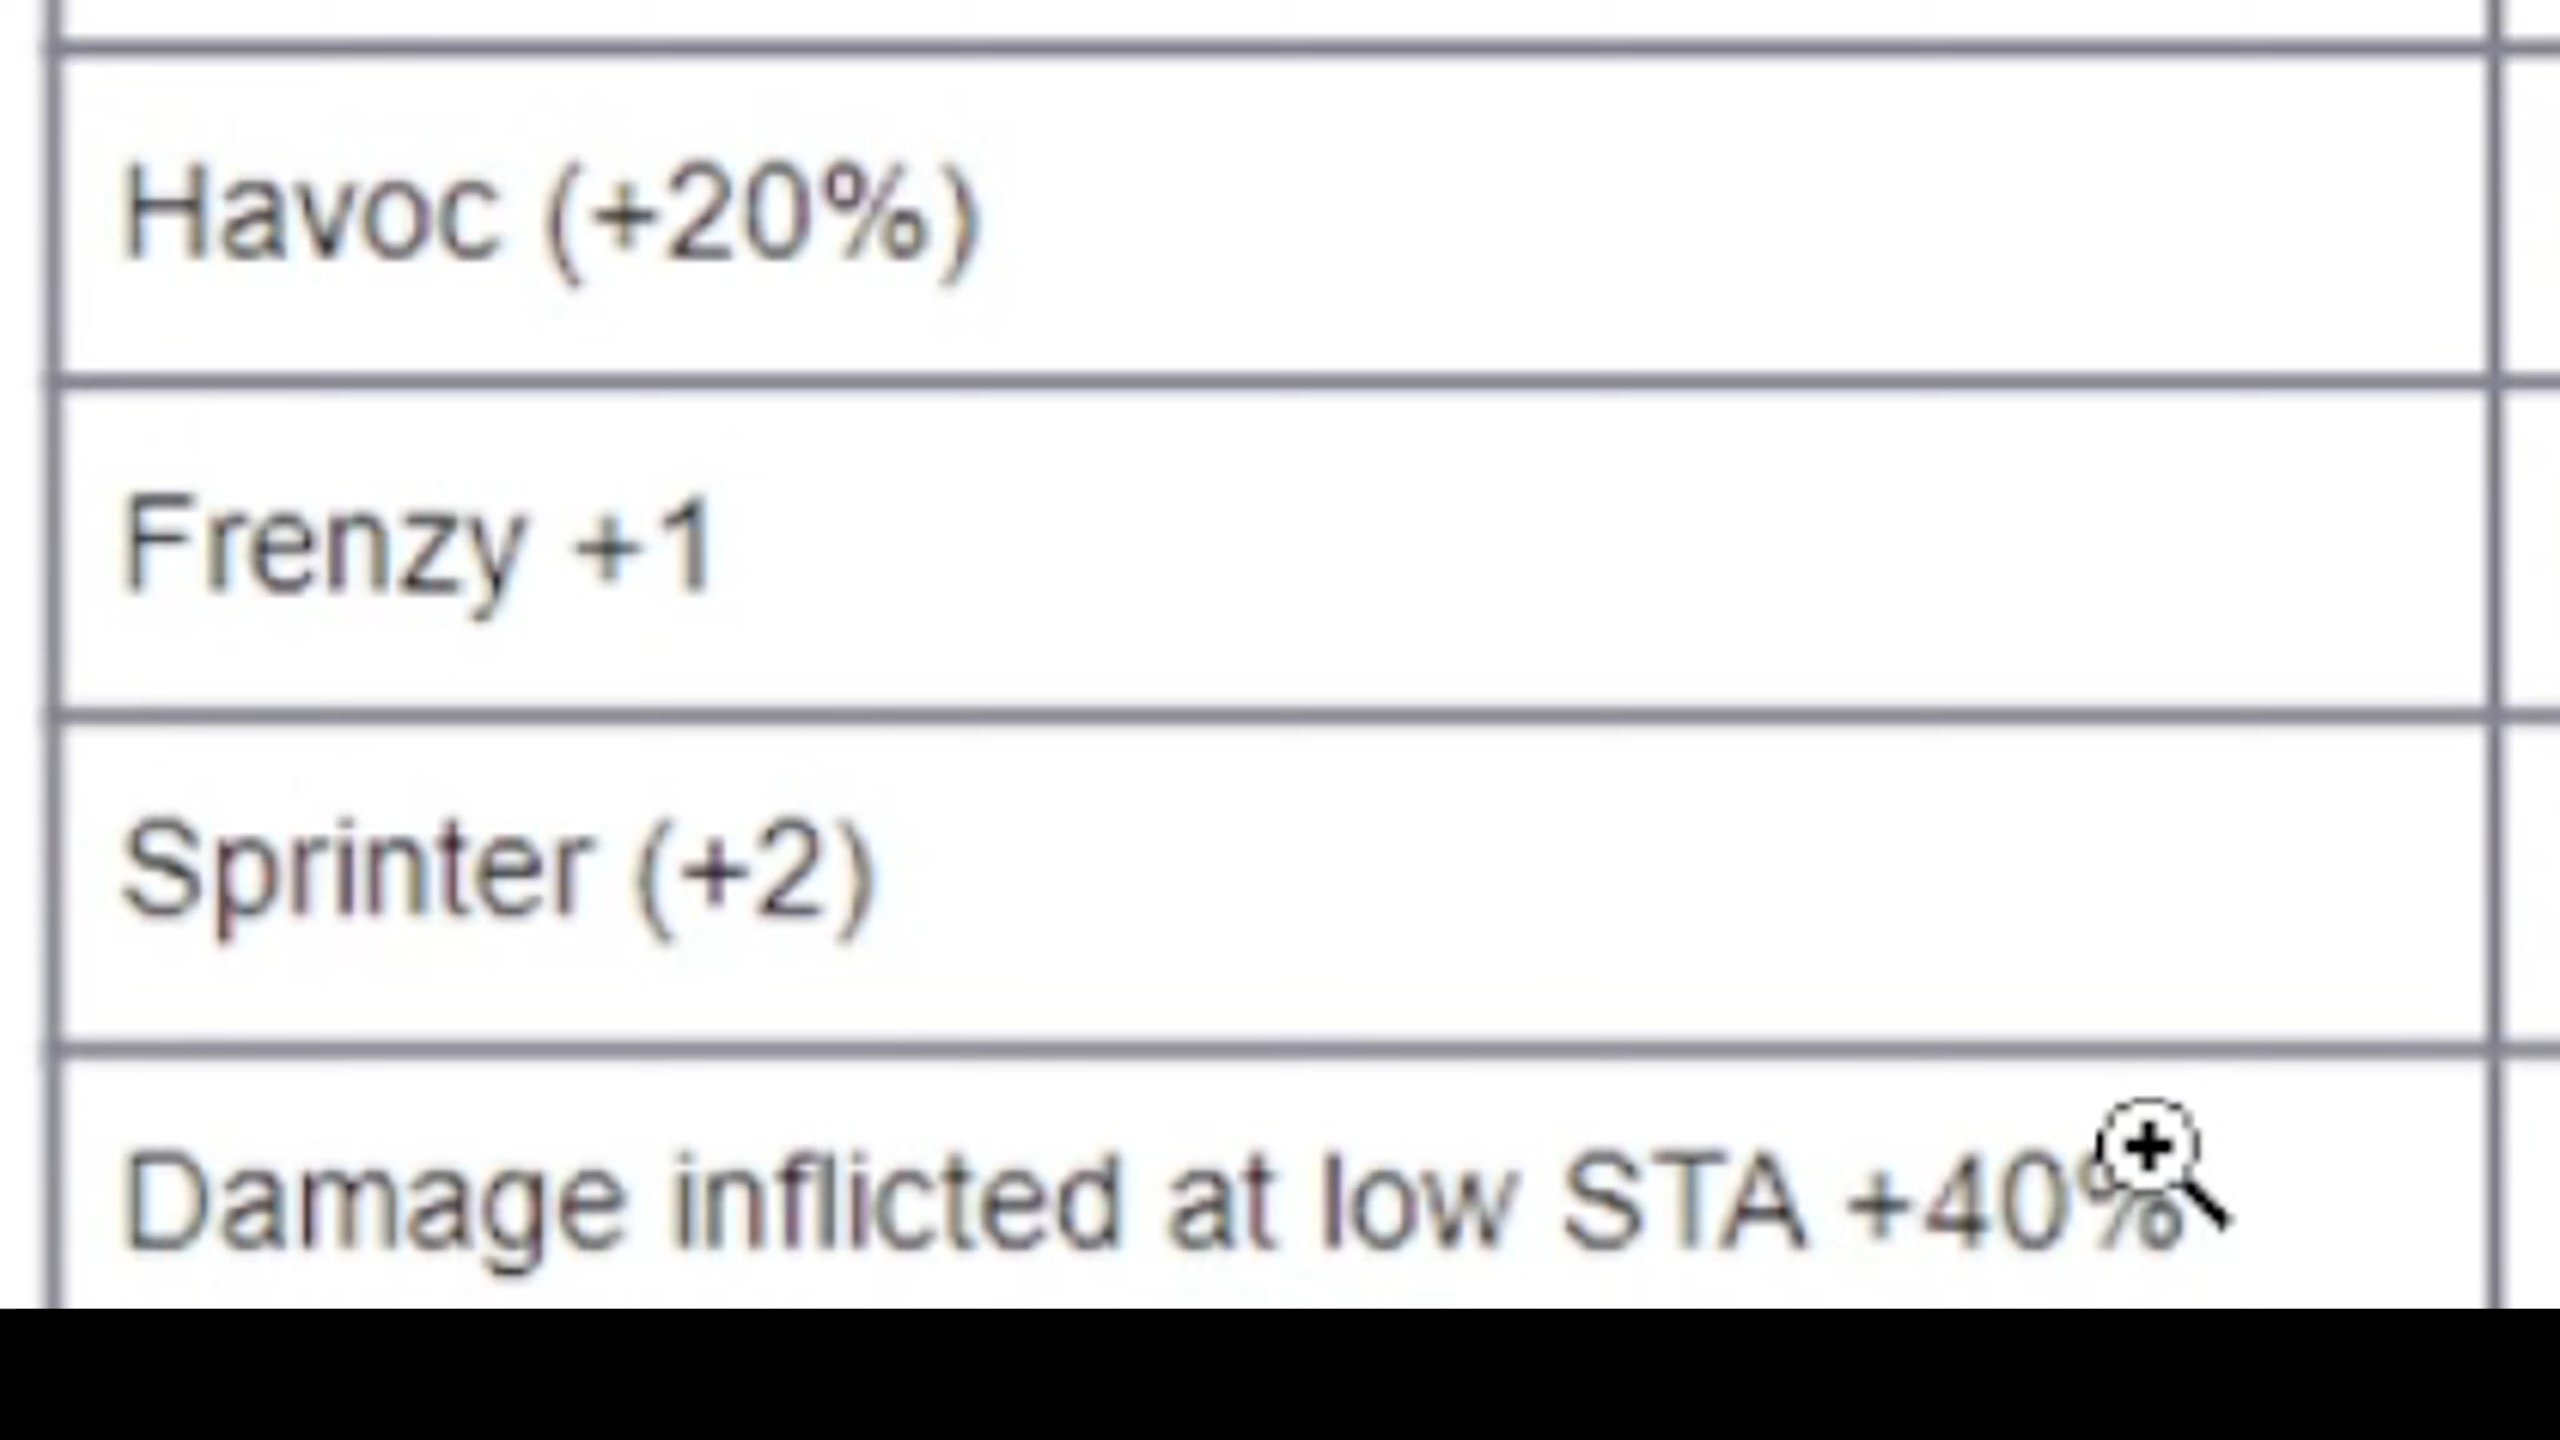 Havoc (+20%)
Frenzy +1
Sprinter (+2)
Damage inflicted at low STA +40%